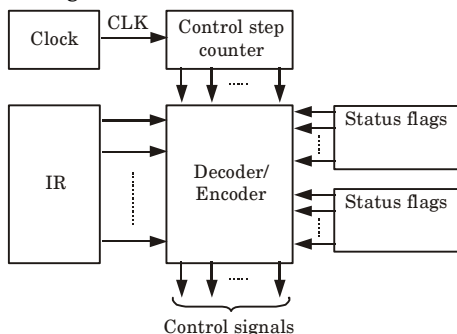 Clock
CLK
Control step
counter
IR
Decoder/
Encoder
Status flags
Status flags
Control signals